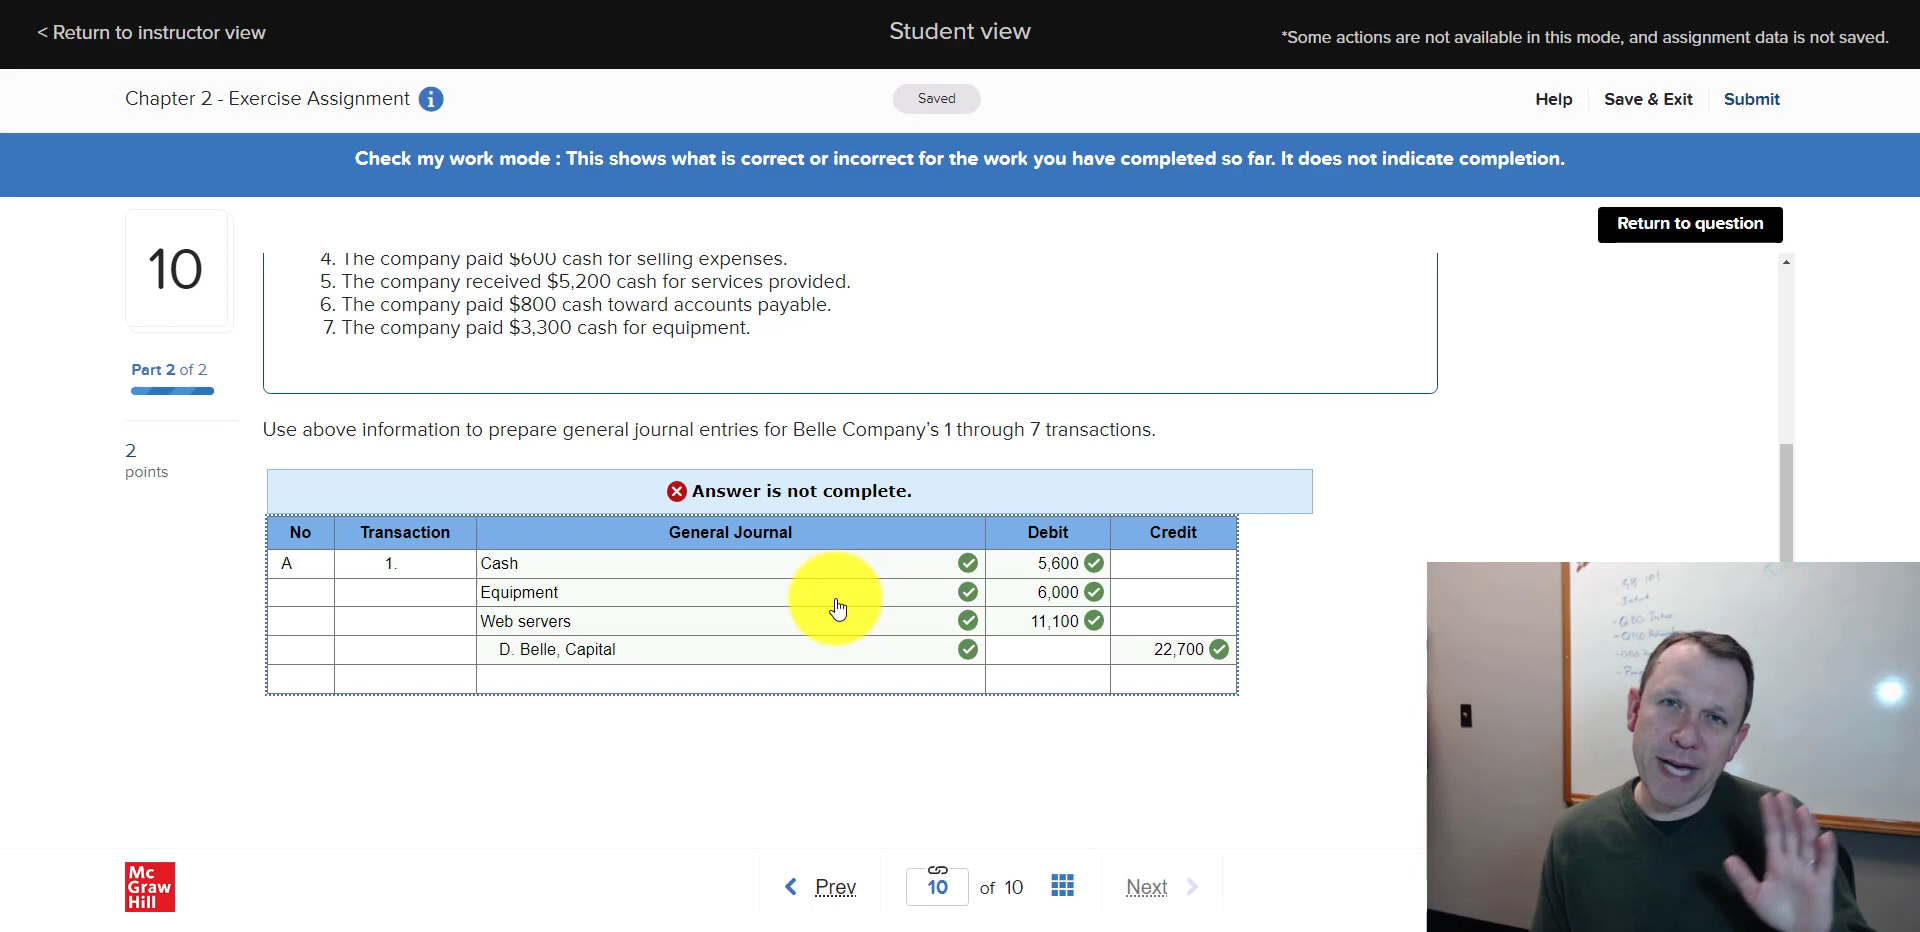 < Return to instructor view
Student view
*Some actions are not available in this mode, and assignment data is not saved.
Chapter 2 - Exercise Assignment i
Saved
Help
Save & Exit
Submit
Check my work mode : This shows what is correct or incorrect for the work you have completed so far. It does not indicate completion.
Return to question
10
Part 2 of 2
2
points
4. The company paid $600 cash for selling expenses.
5. The company received $5,200 cash for services provided.
6. The company paid $800 cash toward accounts payable.
7. The company paid $3,300 cash for equipment.
Use above information to prepare general journal entries for Belle Company's 1 through 7 transactions.
Answer is not complete.
No Transaction General Journal Debit Credit
A 1. Cash 5,600
Equipment 6,000
Web servers 11,100
D. Belle, Capital 22,700
Mc
Graw
Hill
Prev
10 of 10
Next